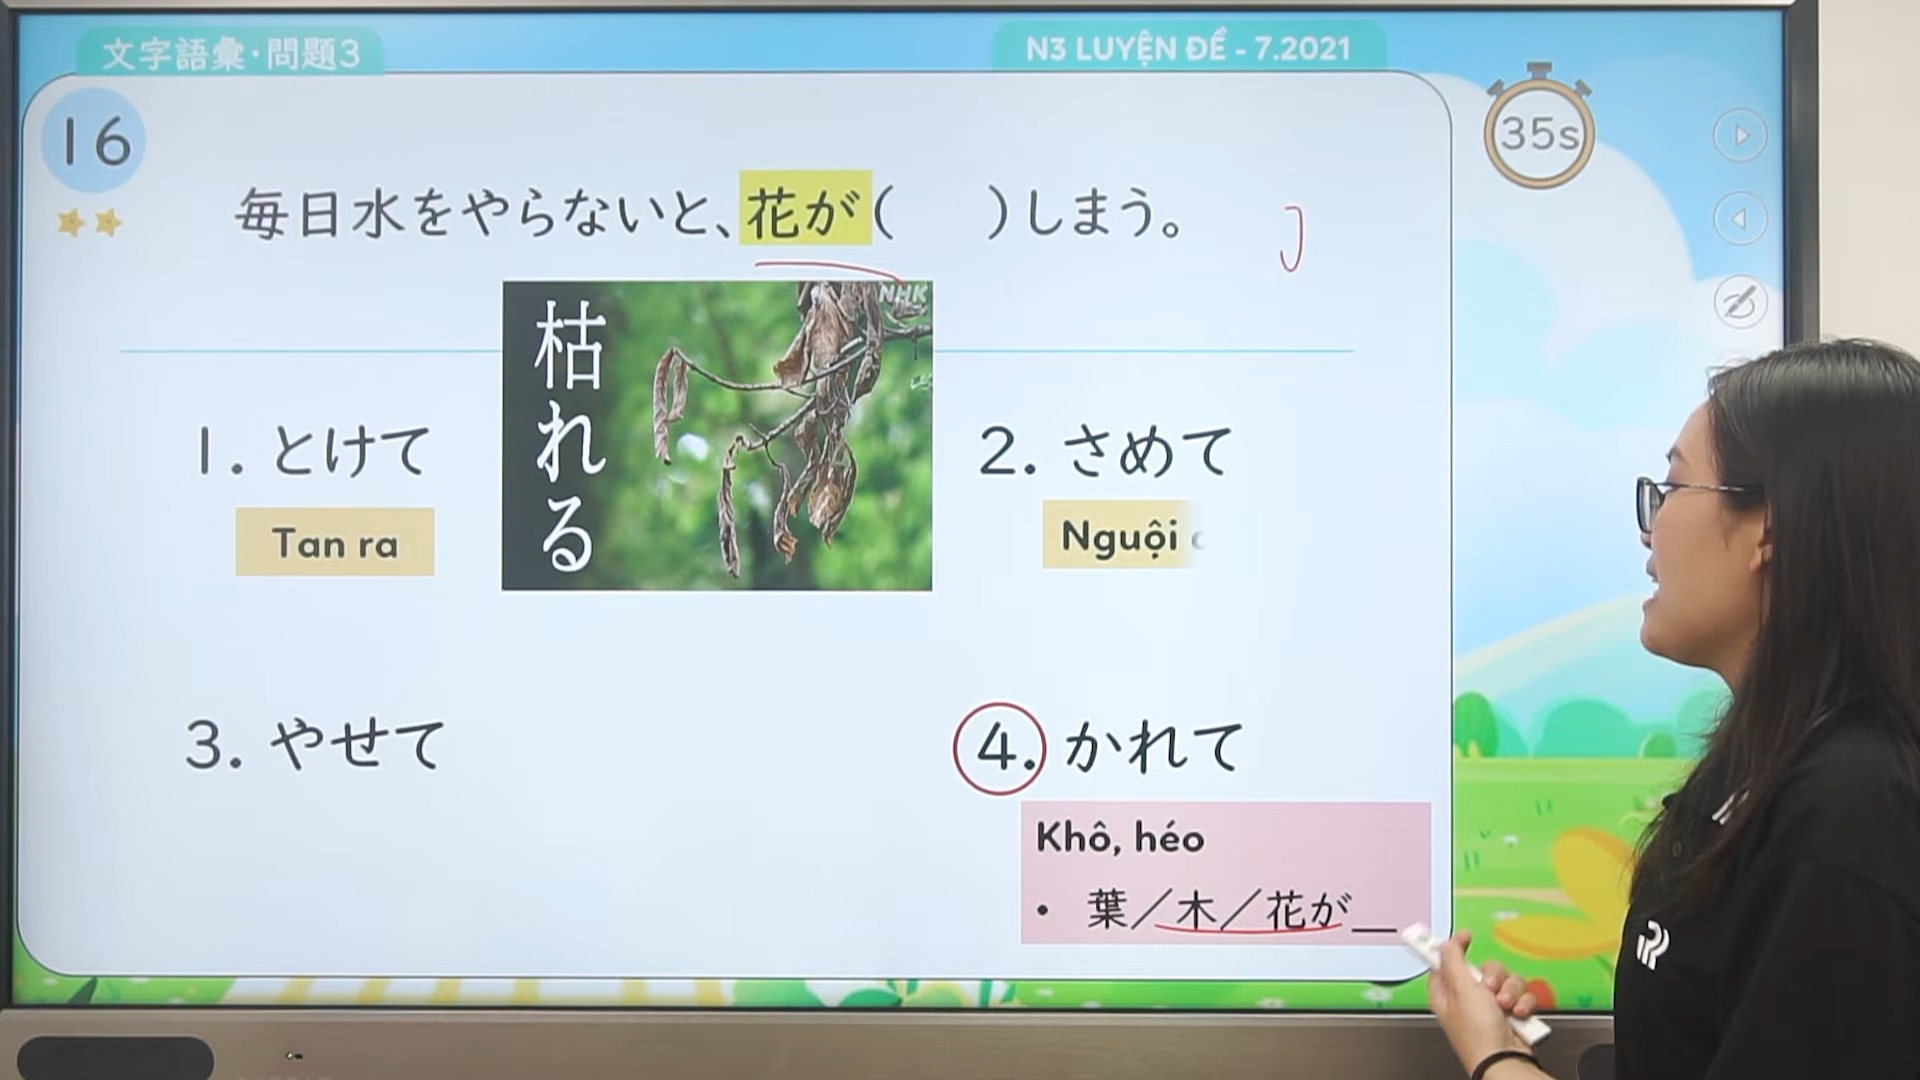 文字語彙・問題3
N3 LUYỆN ĐỀ - 7.2021
16
35s
毎日水をやらないと、花が(　　)しまう。
NHK
枯れる
1. とけて
Tan ra
2. さめて
Nguội
3. やせて
4. かれて
Khô, héo
• 葉／木／花が__